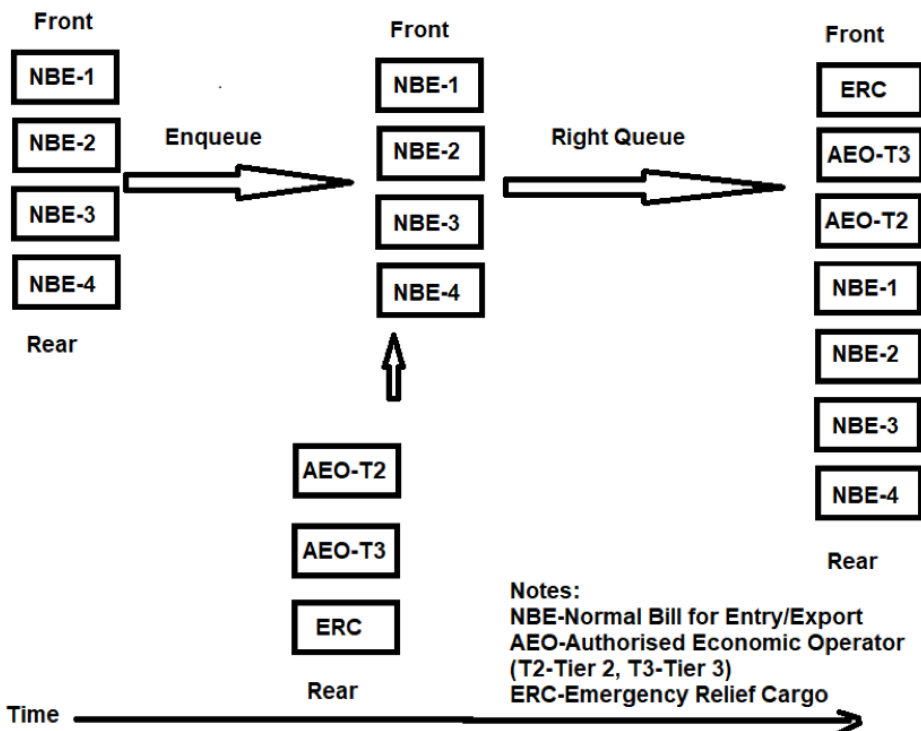 Front
NBE-1
NBE-2
NBE-3
NBE-4
Rear
Enqueue
Front
NBE-1
NBE-2
NBE-3
NBE-4
AEO-T2
AEO-T3
ERC
Rear
Right Queue
Front
ERC
AEO-T3
AEO-T2
NBE-1
NBE-2
NBE-3
NBE-4
Rear
Notes:
NBE-Normal Bill for Entry/Export
AEO-Authorised Economic Operator
(T2-Tier 2, T3-Tier 3)
ERC-Emergency Relief Cargo
Time